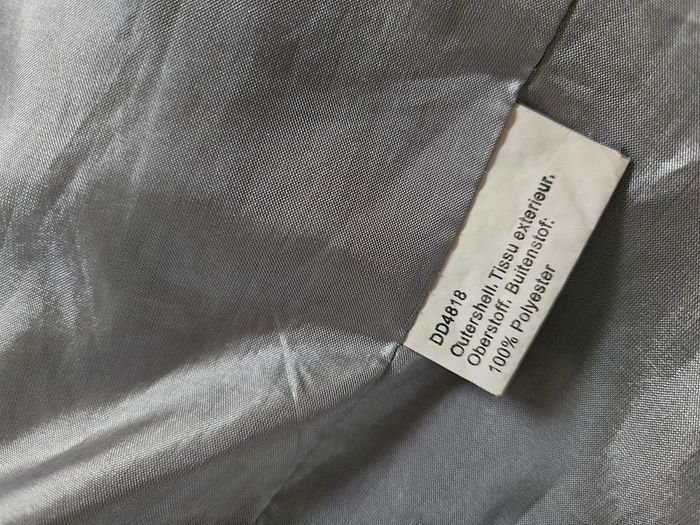 DD4818
Outershell. Tissu exterieur.
Oberstoff. Buitenstof:
100% Polyester